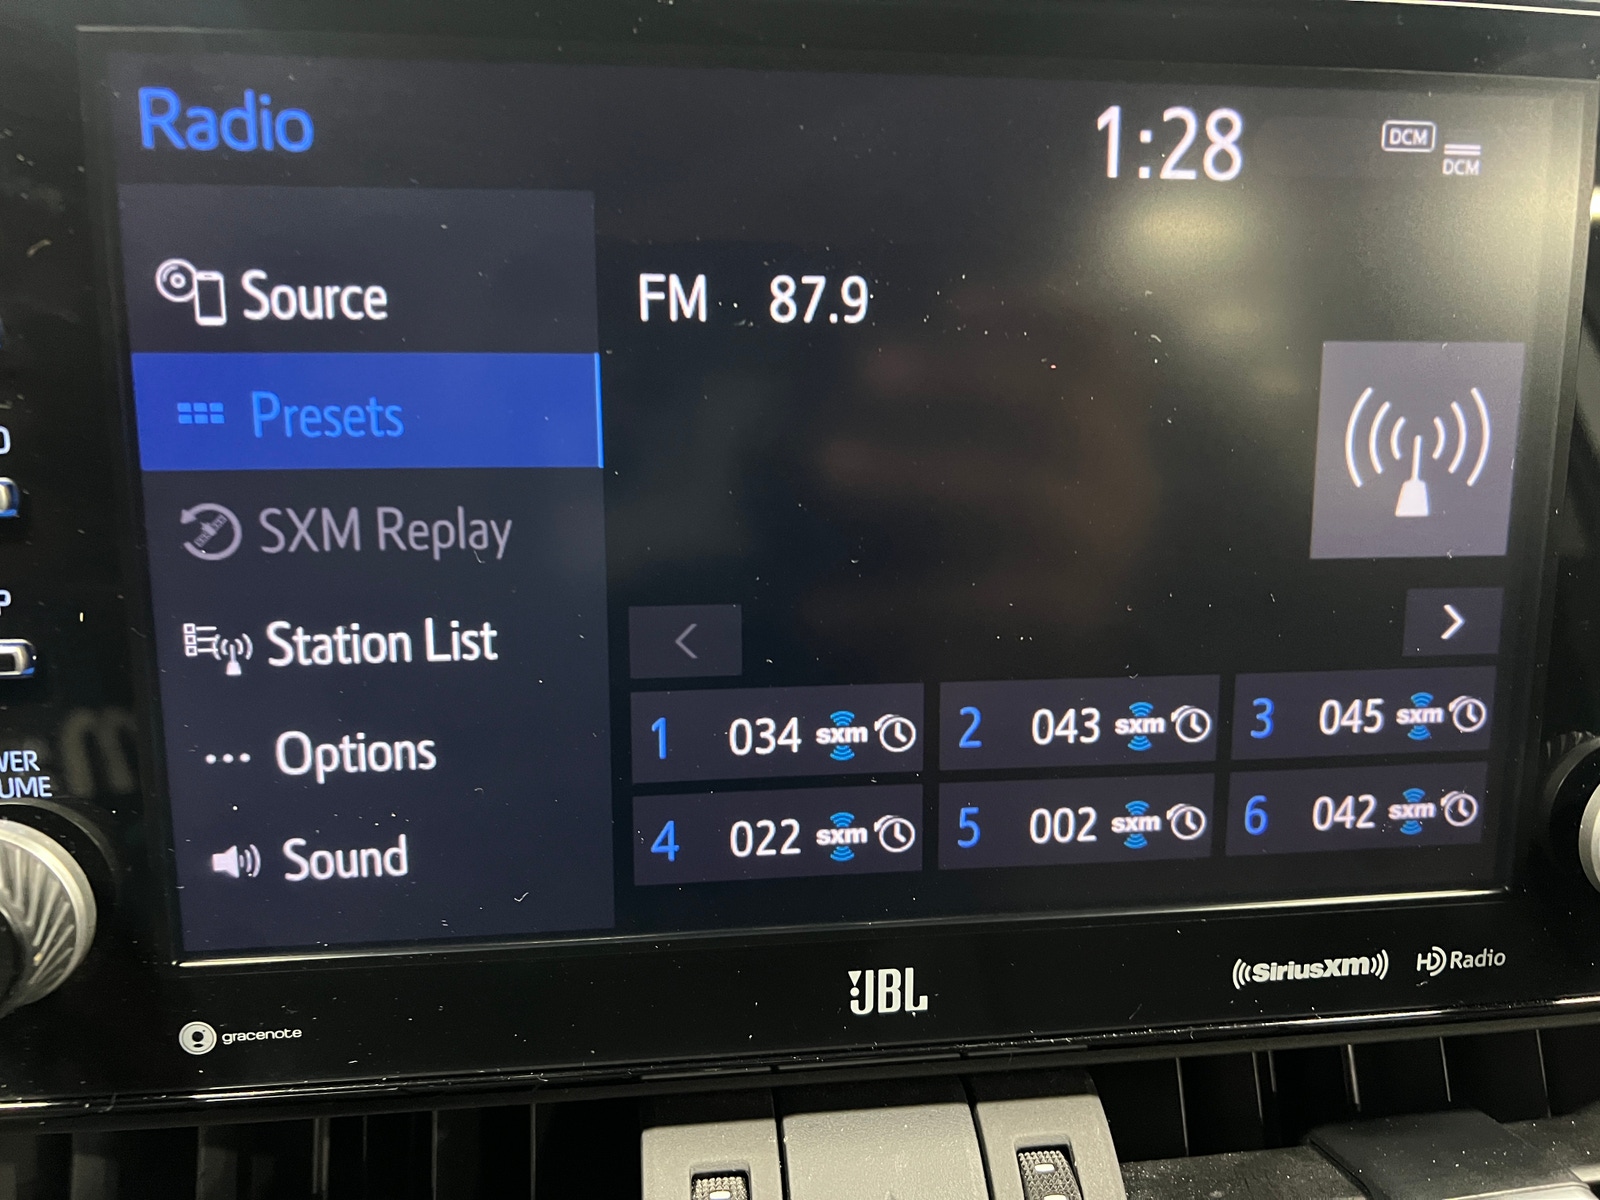 Radio
1:28
DCM
DCM
Source
FM 87.9
Presets
SXM Replay
Station List
Options
Sound
1 034 sxm
2 043 sxm
3 045 sxm
4 022 sxm
5 002 sxm
6 042 sxm
JBL
SiriusXM
HD Radio
gracenote